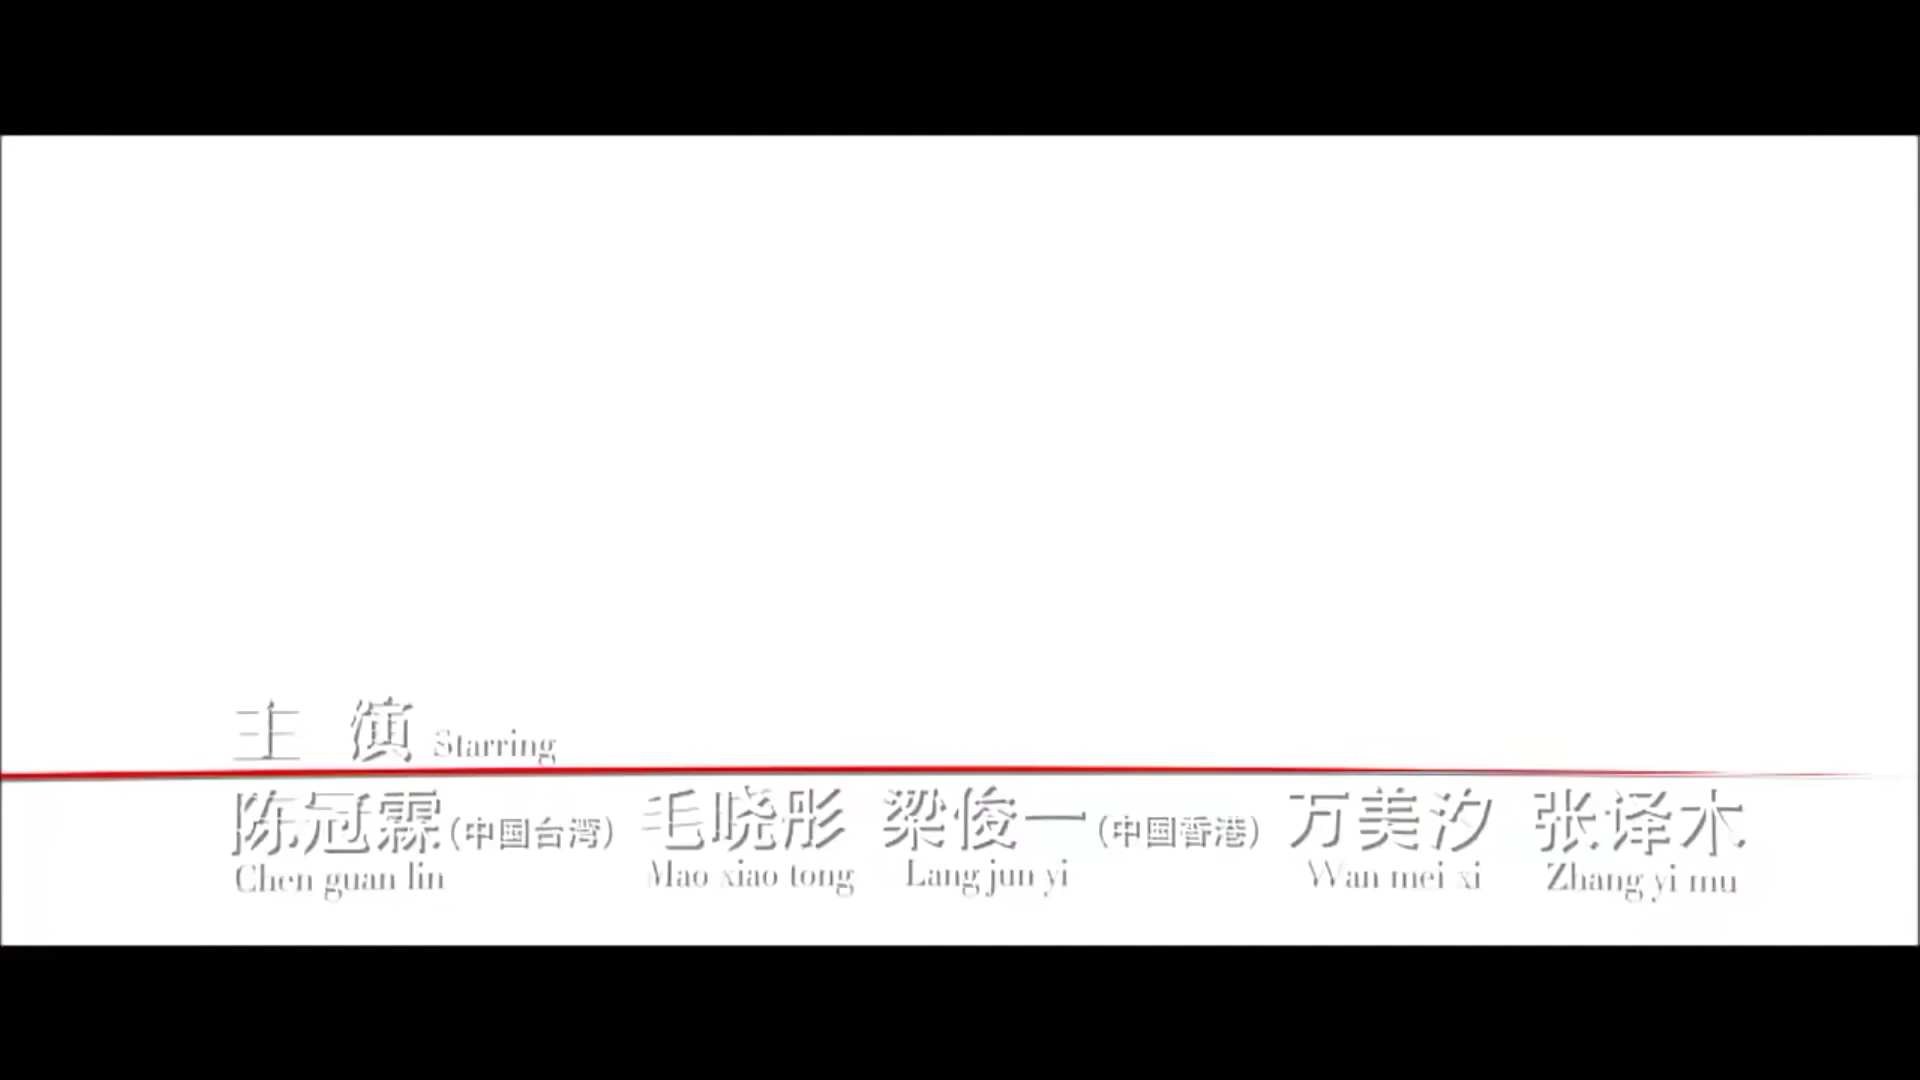 主 演 Starring
陈冠霖(中国台湾) 毛晓彤 梁俊一(中国香港) 万美汐 张译木
Chen guan lin Mao xiao tong Lang jun yi Wan mei xi Zhang yi mu